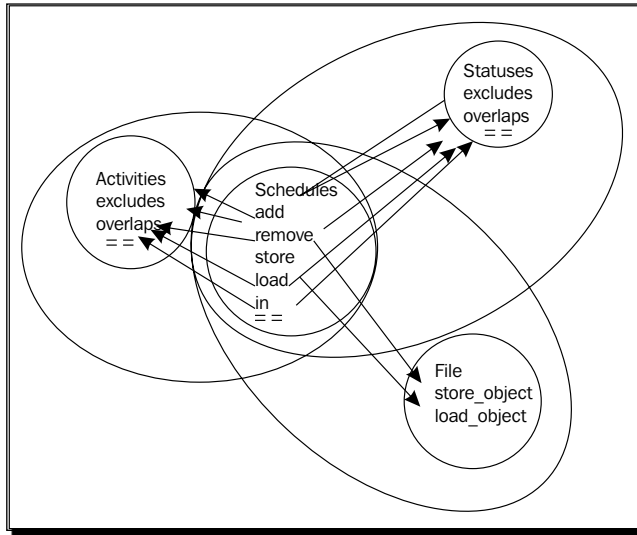 Statuses
excludes
overlaps
==
Activities
excludes
overlaps
==
Schedules
add
remove
store
load
in
==
File
store_object
load_object